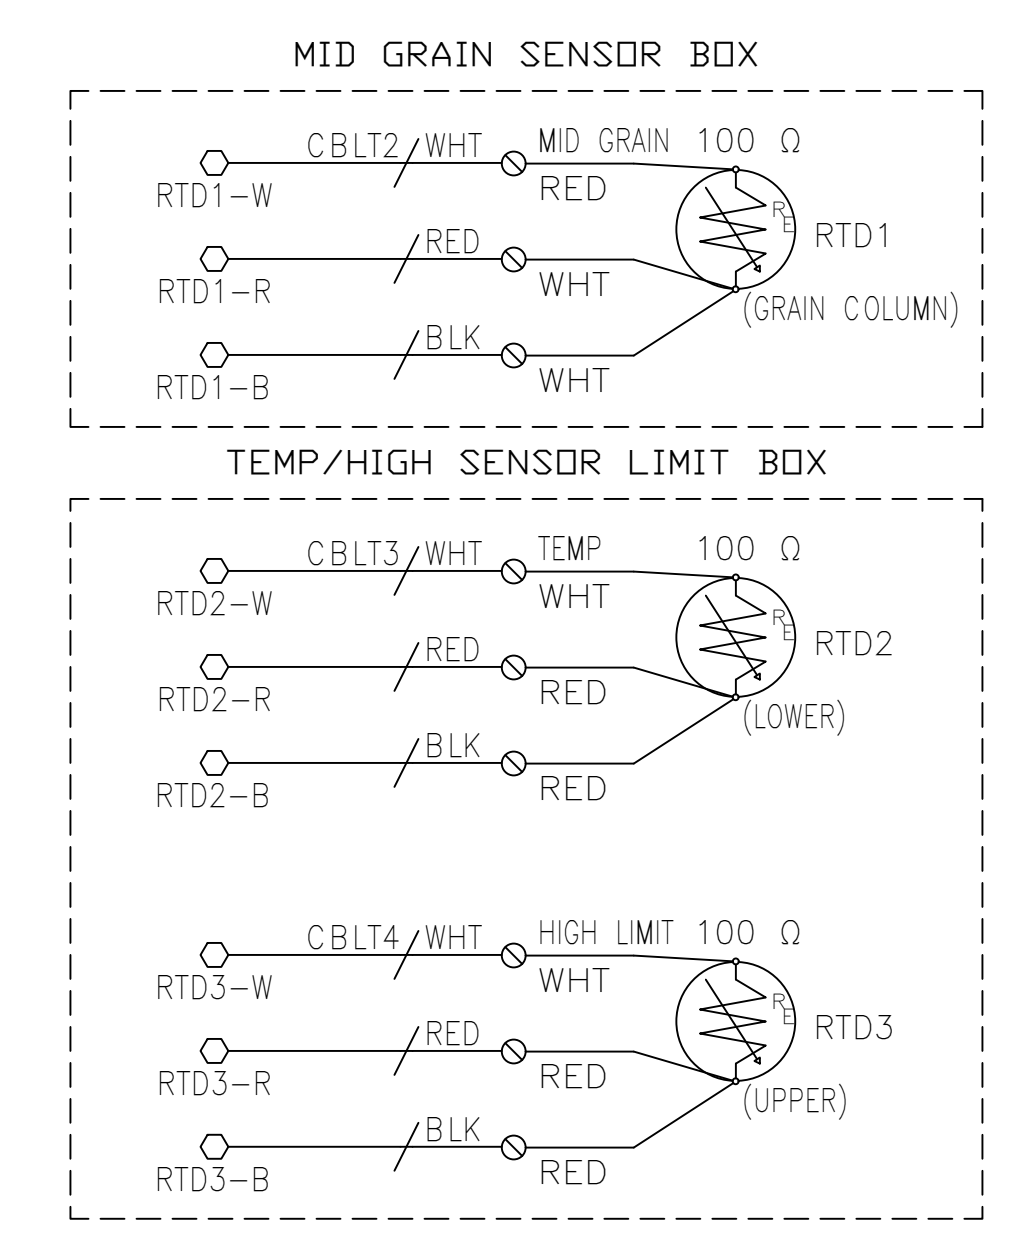 MID GRAIN SENSOR BOX
CBLT2 WHT MID GRAIN 100 Ω
RTD1-W RED
RE RTD1
RED
RTD1-R WHT (GRAIN COLUMN)
BLK
RTD1-B WHT
TEMP/HIGH SENSOR LIMIT BOX
CBLT3 WHT TEMP 100 Ω
RTD2-W WHT
RE RTD2
RED
RTD2-R RED (LOWER)
BLK
RTD2-B RED
CBLT4 WHT HIGH LIMIT 100 Ω
RTD3-W WHT
RE RTD3
RED
RTD3-R RED (UPPER)
BLK
RTD3-B RED